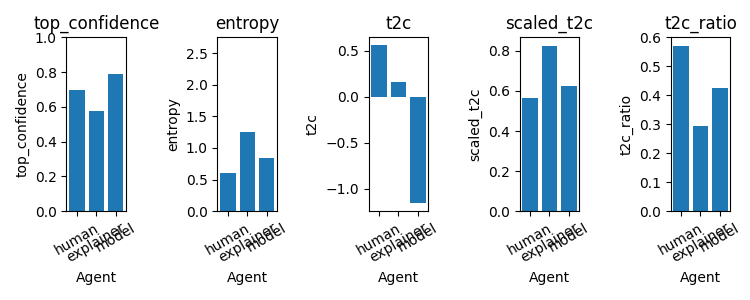 top_confidence
entropy
t2c
scaled_t2c
t2c_ratio
top_confidence
1.0
0.8
0.6
0.4
0.2
0.0
human
explainer
model
Agent
entropy
2.5
2.0
1.5
1.0
0.5
0.0
human
explainer
model
Agent
t2c
0.5
0.0
−0.5
−1.0
human
explainer
model
Agent
scaled_t2c
0.8
0.6
0.4
0.2
0.0
human
explainer
model
Agent
t2c_ratio
0.6
0.5
0.4
0.3
0.2
0.1
0.0
human
explainer
model
Agent